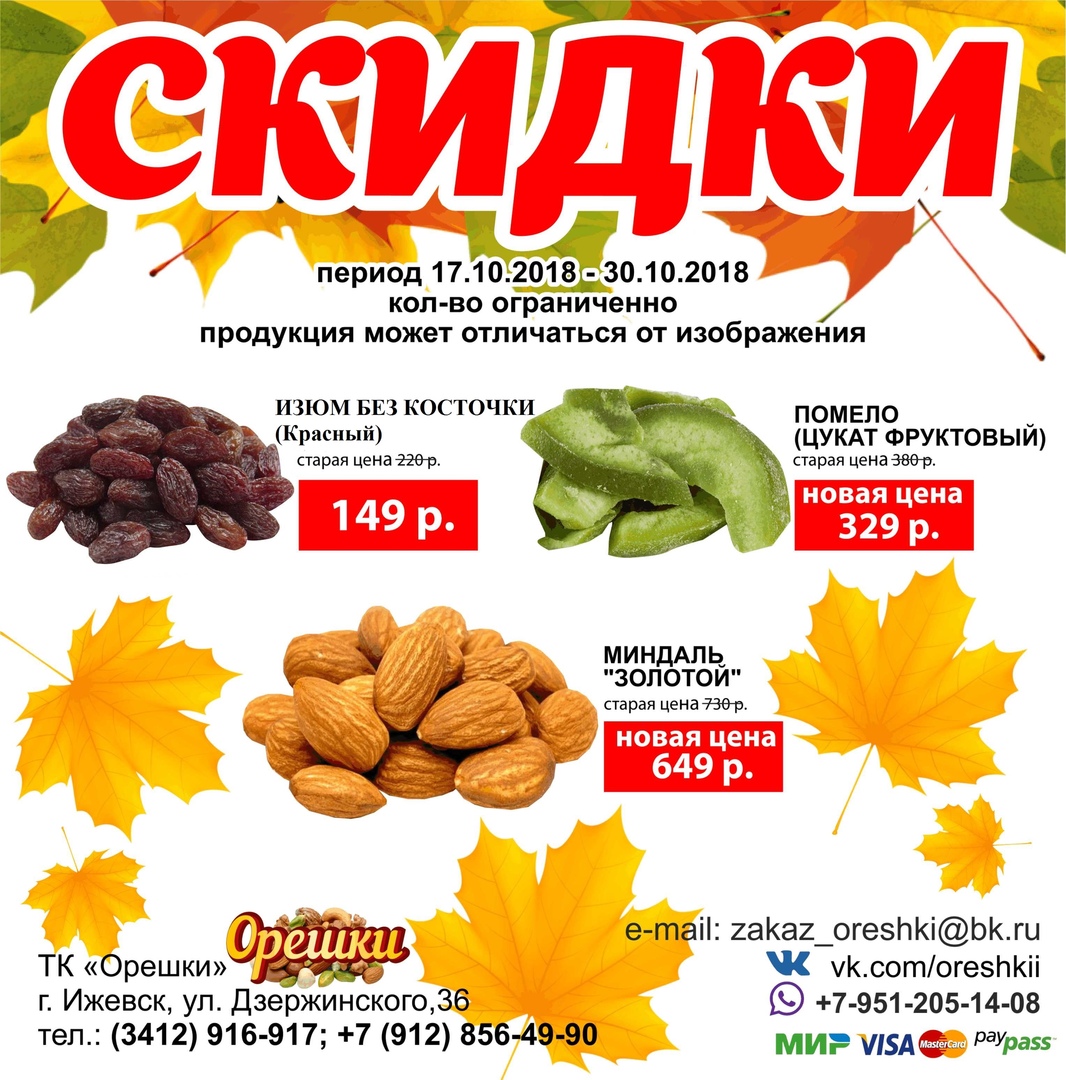 СКИДКИ
период 17.10.2018 - 30.10.2018
кол-во ограниченно
продукция может отличаться от изображения
ИЗЮМ БЕЗ КОСТОЧКИ
(Красный)
старая цена 220 р.
149 р.
ПОМЕЛО
(ЦУКАТ ФРУКТОВЫЙ)
старая цена 380 р.
новая цена
329 р.
МИНДАЛЬ
"ЗОЛОТОЙ"
старая цена 730 р.
новая цена
649 р.
Орешки
ТК «Орешки»
г. Ижевск, ул. Дзержинского,36
тел.: (3412) 916-917; +7 (912) 856-49-90
e-mail: zakaz_oreshki@bk.ru
vk.com/oreshkii
+7-951-205-14-08
МИР VISA MasterCard paypass